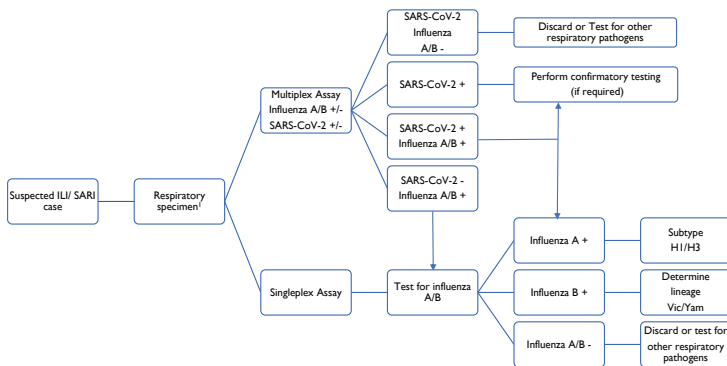 SARS-CoV-2
Influenza
A/B -
Discard or Test for other
respiratory pathogens
Multiplex Assay
Influenza A/B +/-
SARS-CoV-2 +/-
SARS-CoV-2 +
Perform confirmatory testing
(if required)
SARS-CoV-2 +
Influenza A/B +
SARS-CoV-2 -
Influenza A/B +
Suspected ILI/ SARI
case
Respiratory
specimen¹
Influenza A +
Subtype
H1/H3
Singleplex Assay
Test for influenza
A/B
Influenza B +
Determine
lineage
Vic/Yam
Influenza A/B -
Discard or test for
other respiratory
pathogens